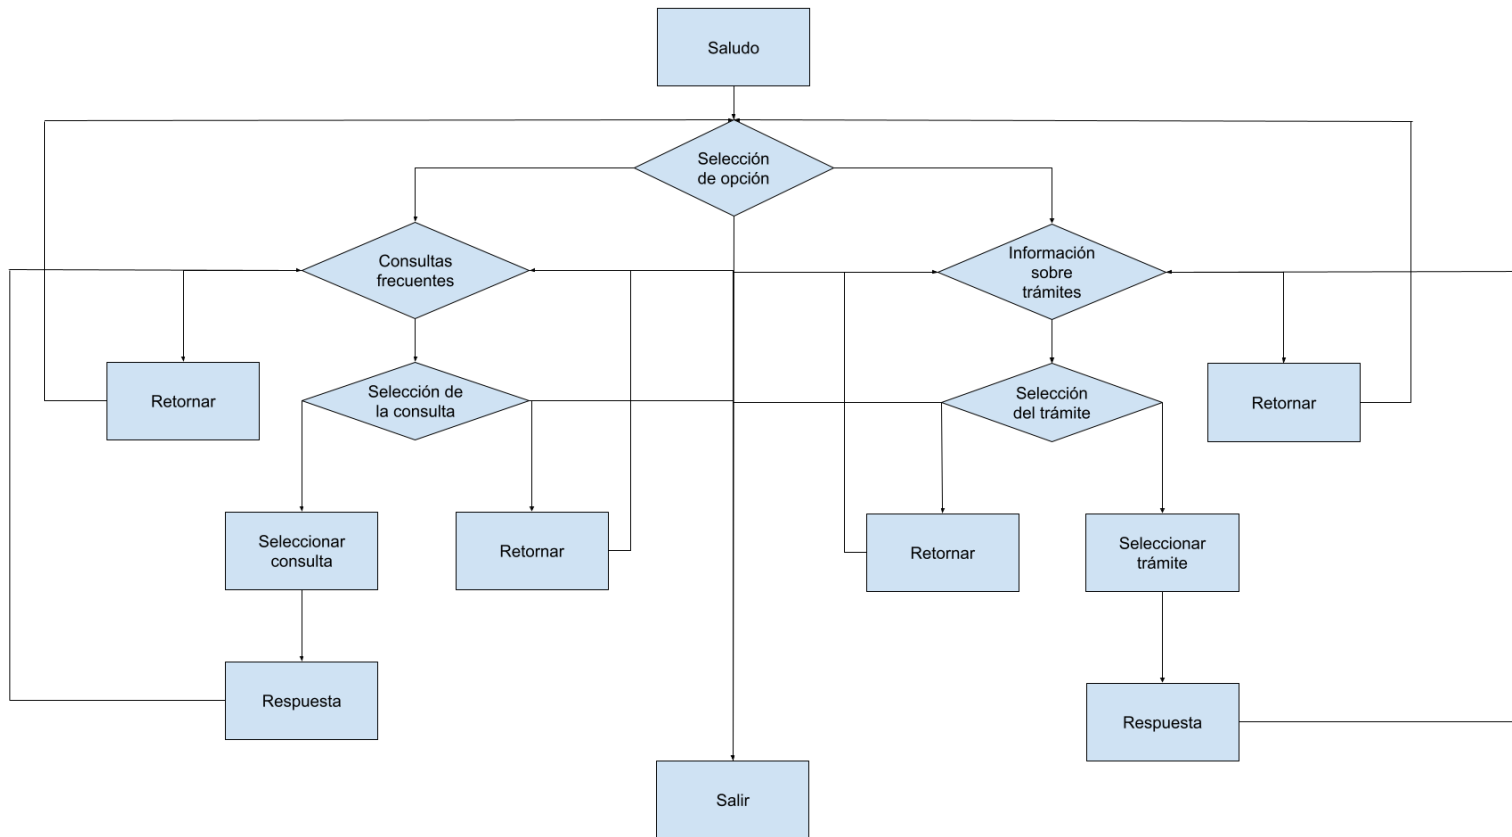 Saludo
Selección
de opción
Consultas
frecuentes
Información
sobre
trámites
Retornar
Selección de
la consulta
Selección
del trámite
Retornar
Seleccionar
consulta
Retornar
Retornar
Seleccionar
trámite
Respuesta
Respuesta
Salir